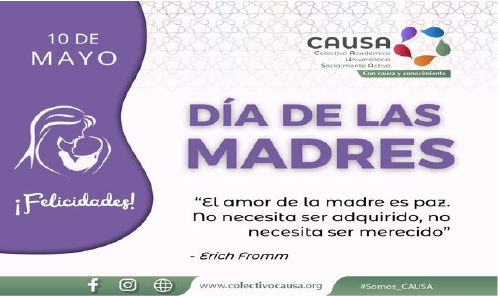 10 DE
MAYO
¡Felicidades!
CAUSA
Colectivo Académico
Universitario
Socialmente Activo
Con causa y conocimiento
DÍA DE LAS
MADRES
“El amor de la madre es paz.
No necesita ser adquirido, no
necesita ser merecido”
- Erich Fromm
www.colectivocausa.org
#Somos_CAUSA